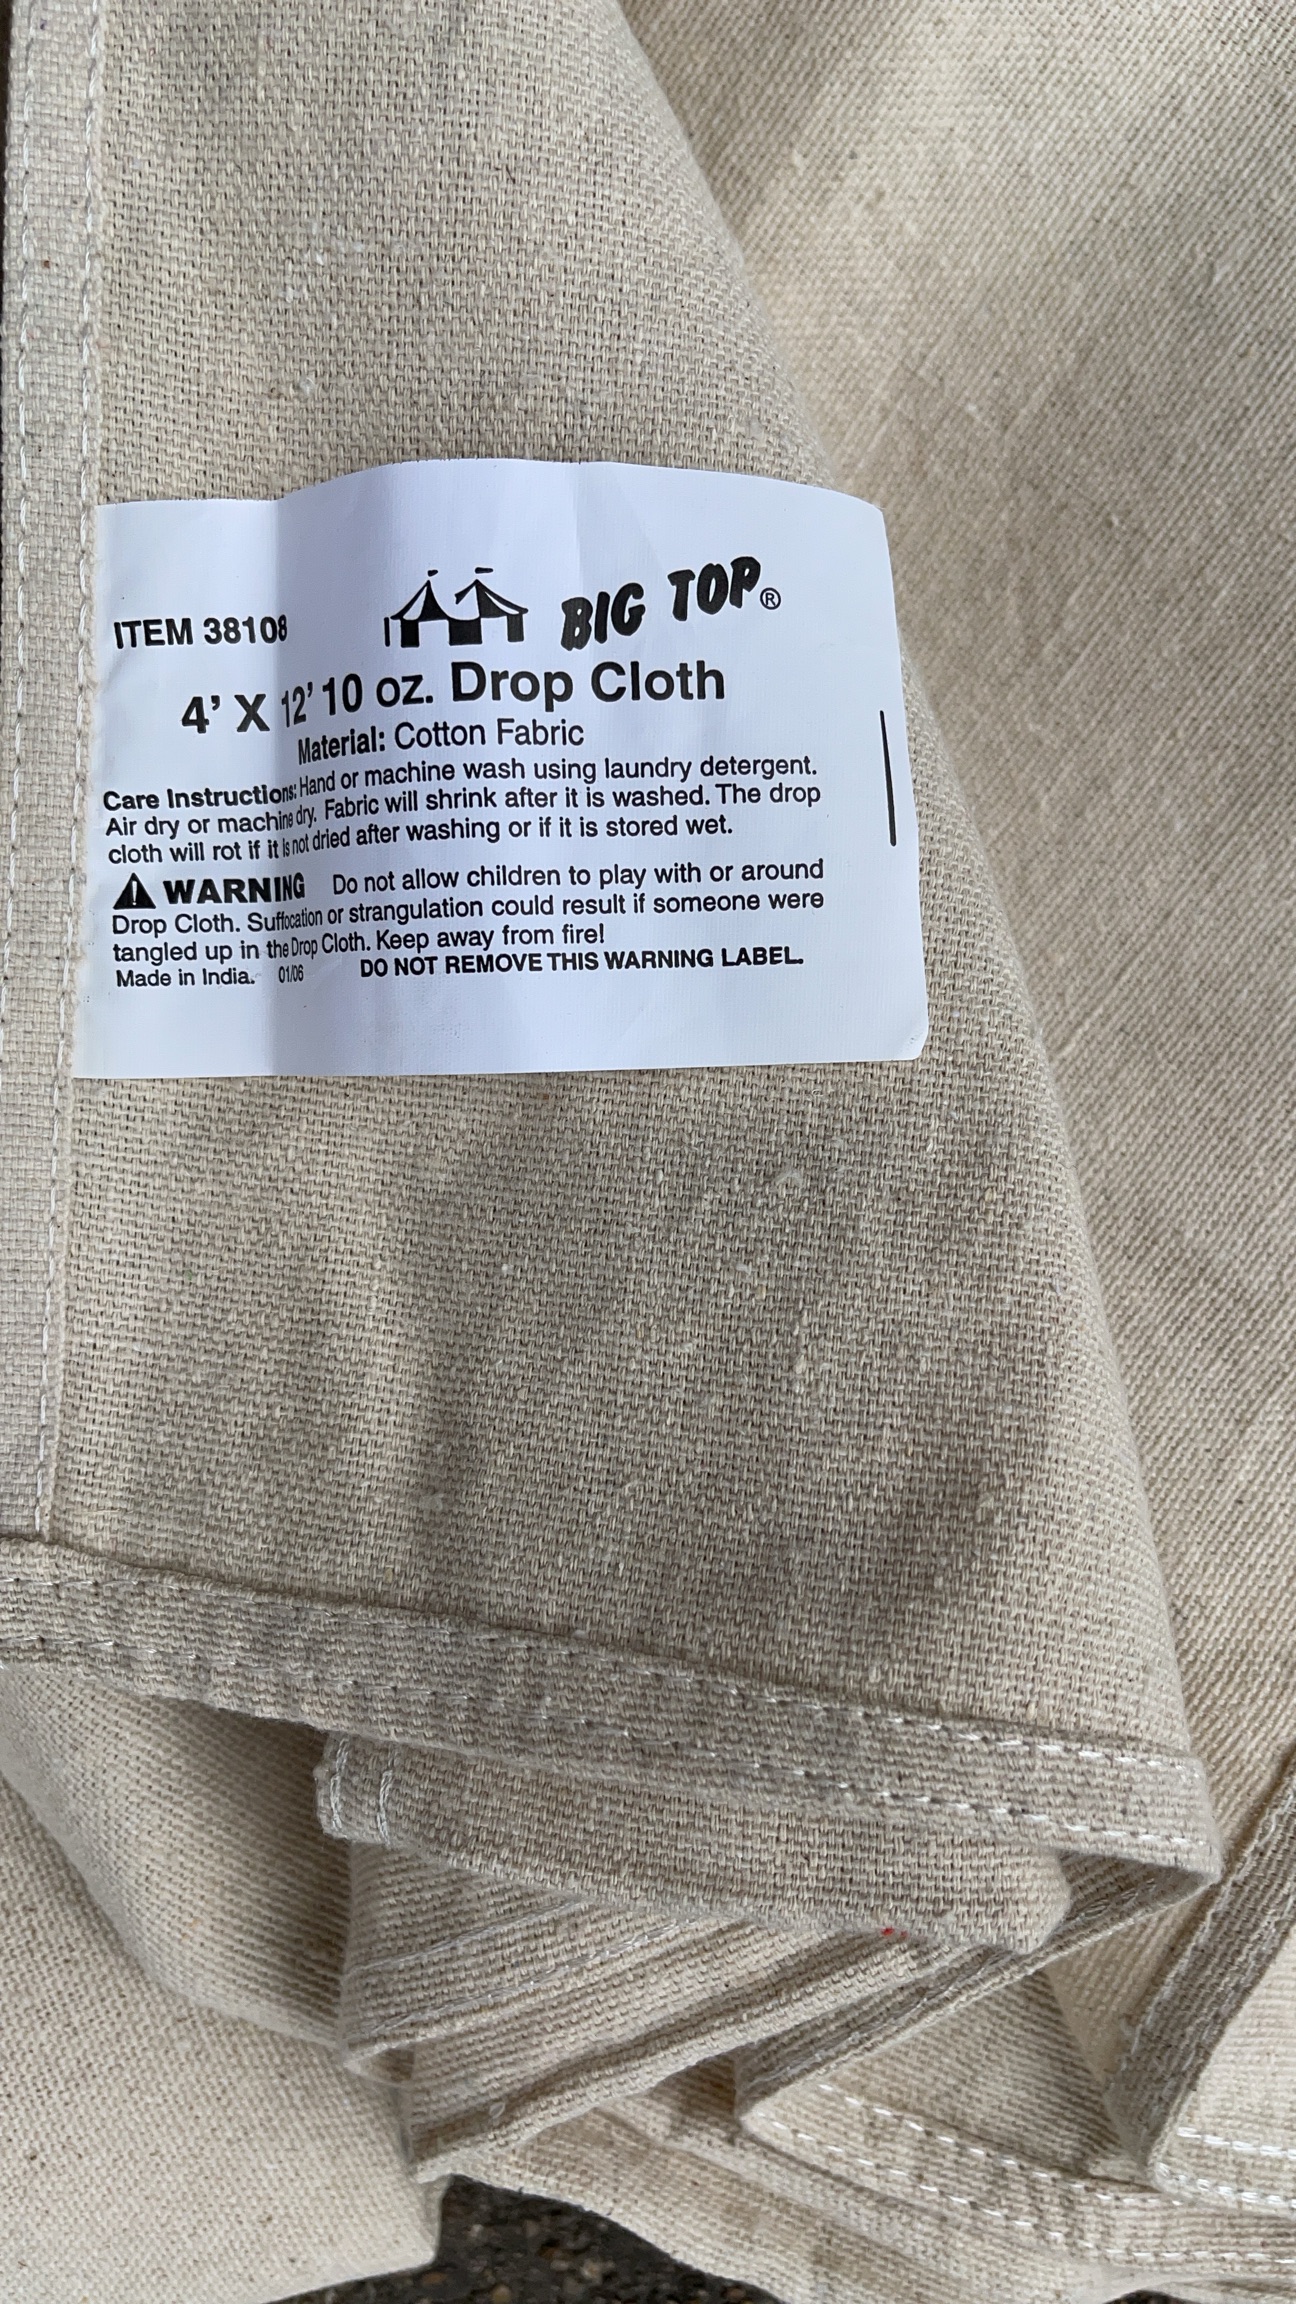 ITEM 38108
BIG TOP®
4' X 12' 10 oz. Drop Cloth
Material: Cotton Fabric
Care Instructions: Hand or machine wash using laundry detergent.
Air dry or machine dry. Fabric will shrink after it is washed. The drop
cloth will rot if it is not dried after washing or if it is stored wet.
WARNING Do not allow children to play with or around
Drop Cloth. Suffocation or strangulation could result if someone were
tangled up in the Drop Cloth. Keep away from fire!
Made in India. 01/06 DO NOT REMOVE THIS WARNING LABEL.